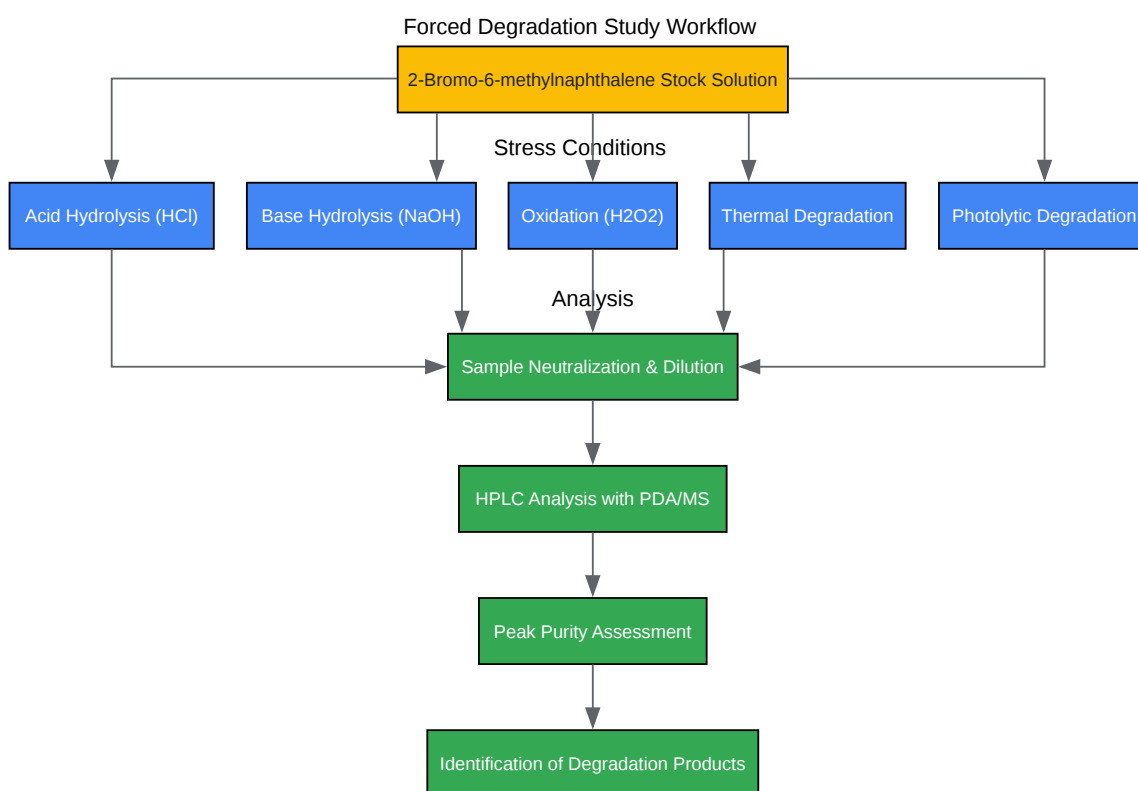 Forced Degradation Study Workflow
2-Bromo-6-methylnaphthalene Stock Solution
Stress Conditions
Acid Hydrolysis (HCl)
Base Hydrolysis (NaOH)
Oxidation (H2O2)
Thermal Degradation
Photolytic Degradation
Analysis
Sample Neutralization & Dilution
HPLC Analysis with PDA/MS
Peak Purity Assessment
Identification of Degradation Products